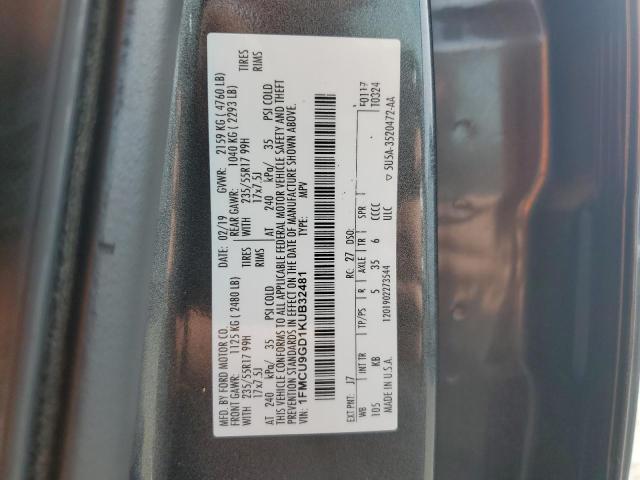 MFD. BY FORD MOTOR CO.
DATE: 02/19 GVWR: 2159 KG ( 4760 LB)
FRONT GAWR: 1125 KG ( 2480 LB) REAR GAWR: 1040 KG ( 2293 LB)
WITH 235/55R17 99H TIRES WITH 235/55R17 99H TIRES
17x7.5J RIMS 17x7.5J RIMS
AT 240 kPa/ 35 PSI COLD AT 240 kPa/ 35 PSI COLD
THIS VEHICLE CONFORMS TO ALL APPLICABLE FEDERAL MOTOR VEHICLE SAFETY AND THEFT
PREVENTION STANDARDS IN EFFECT ON THE DATE OF MANUFACTURE SHOWN ABOVE.
VIN: 1FMCU9GD1KUB32481 TYPE: MPV
F0117
T0324
EXT PNT: J7 RC: 27 DSO:
WB INT TR TP/PS R AXLE TR SPR
105 KB 5 35 6 CCCC
MADE IN U.S.A. 1201902273544 ULC
▽ 5U5A-3520472-AA